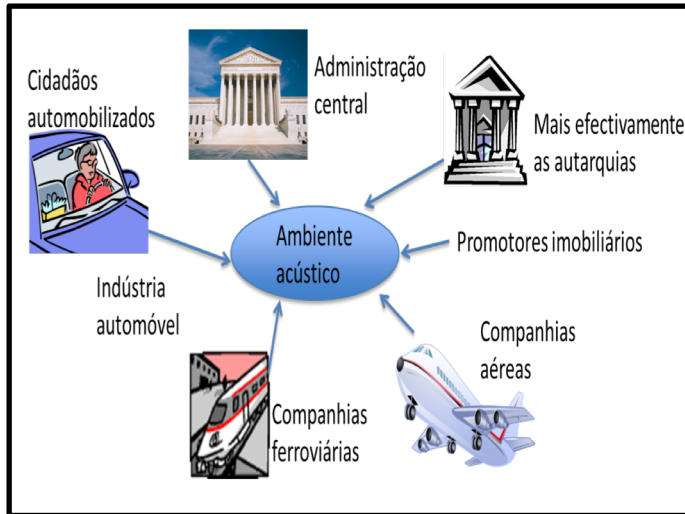 Cidadãos
automobilizados
Administração
central
Mais efectivamente
as autarquias
Ambiente
acústico
Promotores imobiliários
Indústria
automóvel
Companhias
aéreas
Companhias
ferroviárias